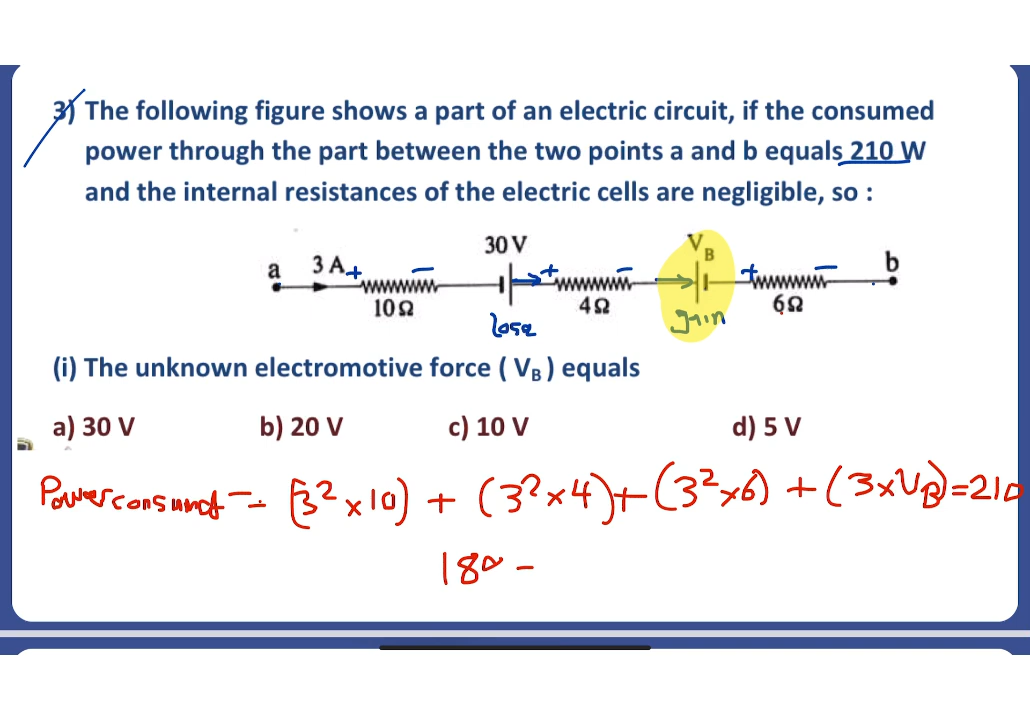 3) The following figure shows a part of an electric circuit, if the consumed
power through the part between the two points a and b equals 210 W
and the internal resistances of the electric cells are negligible, so :
a 3 A + − 30 V + − V_B + − b
10Ω 4Ω 6Ω
lose gain
(i) The unknown electromotive force ( V_B ) equals
a) 30 V b) 20 V c) 10 V d) 5 V
Power consumed = (3² × 10) + (3² × 4) + (3² × 6) + (3 × V_B) = 210
180 −